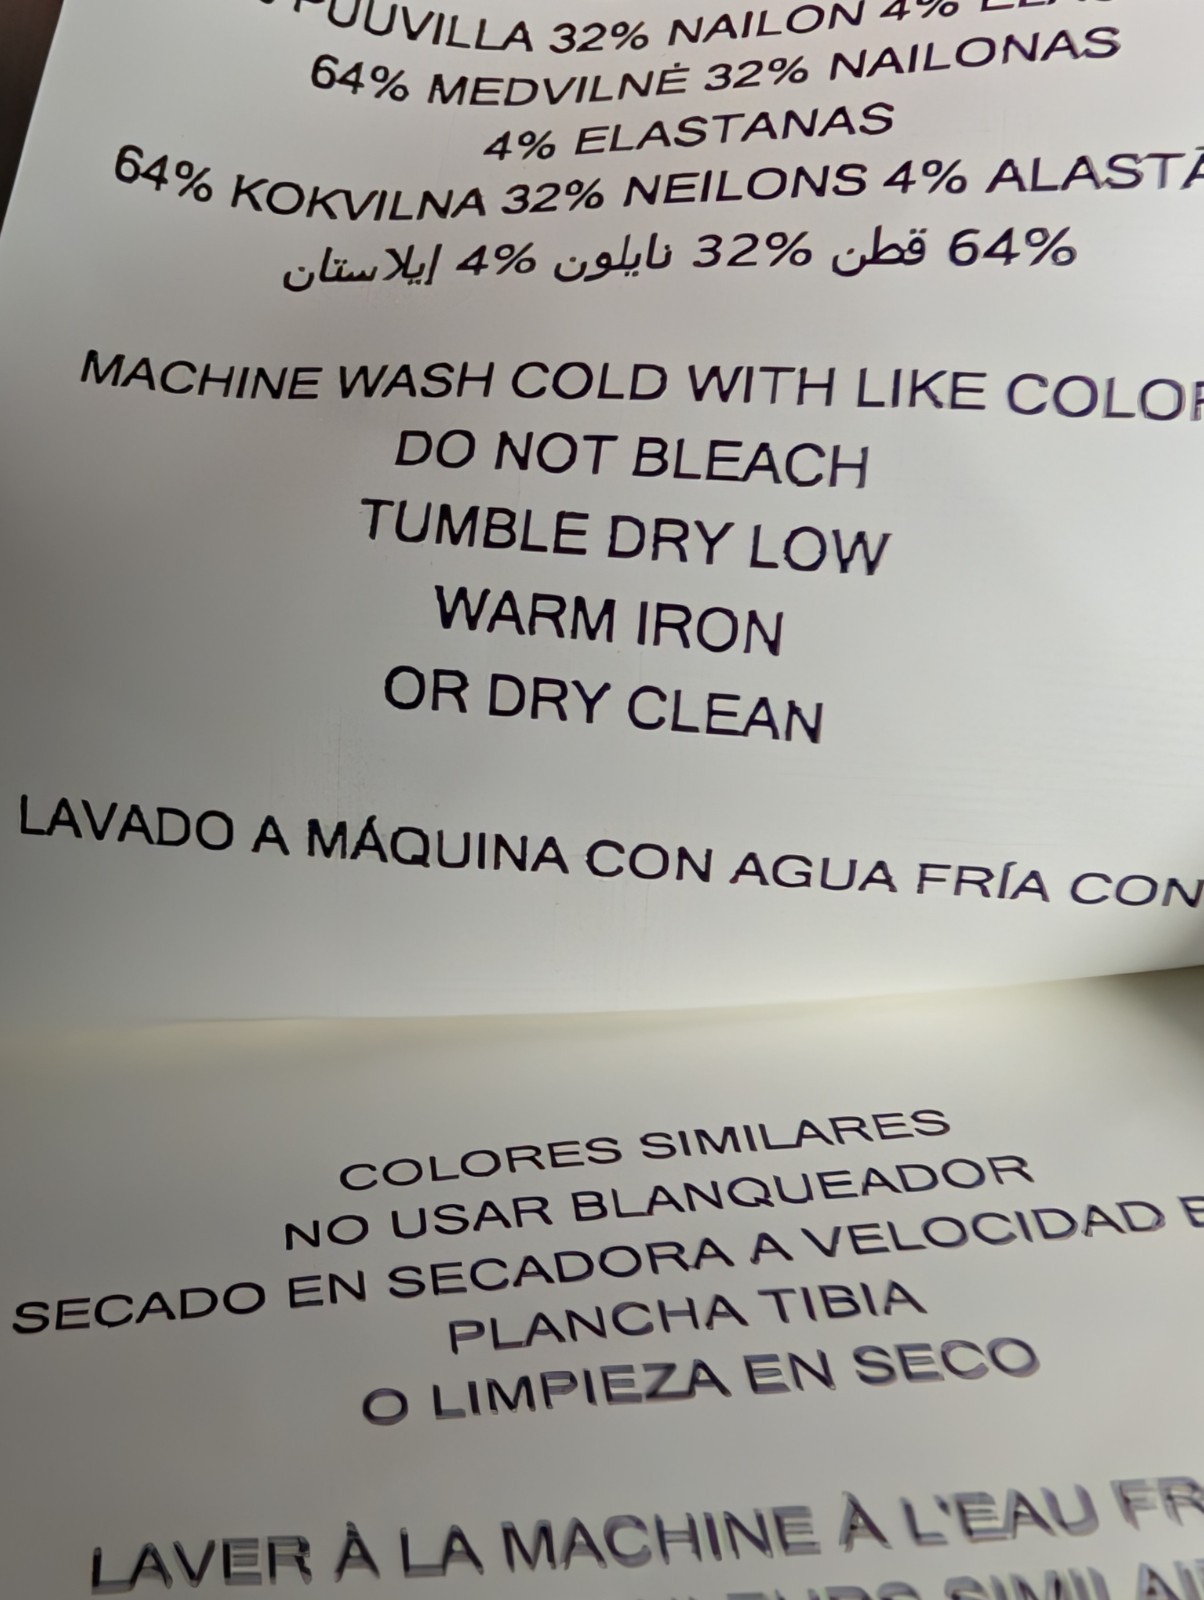 PUUVILLA 32% NAILON 4%
64% MEDVILNĖ 32% NAILONAS
4% ELASTANAS
64% KOKVILNA 32% NEILONS 4%
64% قطن 32% نايلون 4% إيلاستان
MACHINE WASH COLD WITH LIKE
DO NOT BLEACH
TUMBLE DRY LOW
WARM IRON
OR DRY CLEAN
LAVADO A MÁQUINA CON AGUA FRÍA CON
COLORES SIMILARES
NO USAR BLANQUEADOR
SECADO EN SECADORA A VELOCIDAD
PLANCHA TIBIA
O LIMPIEZA EN SECO
LAVER À LA MACHINE À L'EAU